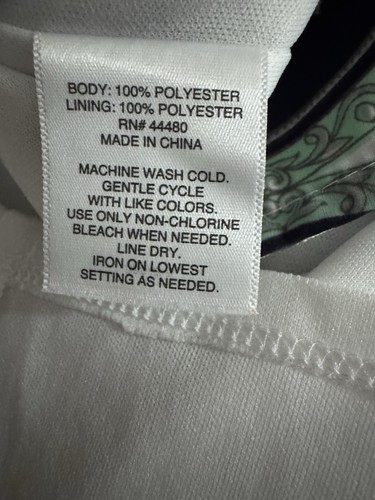 BODY: 100% POLYESTER
LINING: 100% POLYESTER
RN# 44480
MADE IN CHINA
MACHINE WASH COLD.
GENTLE CYCLE
WITH LIKE COLORS.
USE ONLY NON-CHLORINE
BLEACH WHEN NEEDED.
LINE DRY.
IRON ON LOWEST
SETTING AS NEEDED.